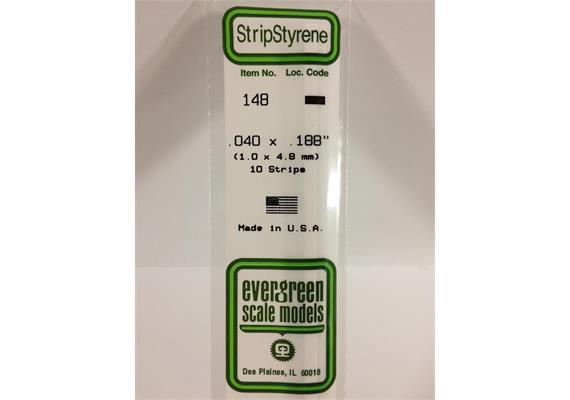 StripStyrene
Item No. Loc. Code
148
.040 x .188"
(1.0 x 4.8 mm)
10 Strips
Made in U.S.A.
evergreen
scale models
Des Plaines, IL 60018